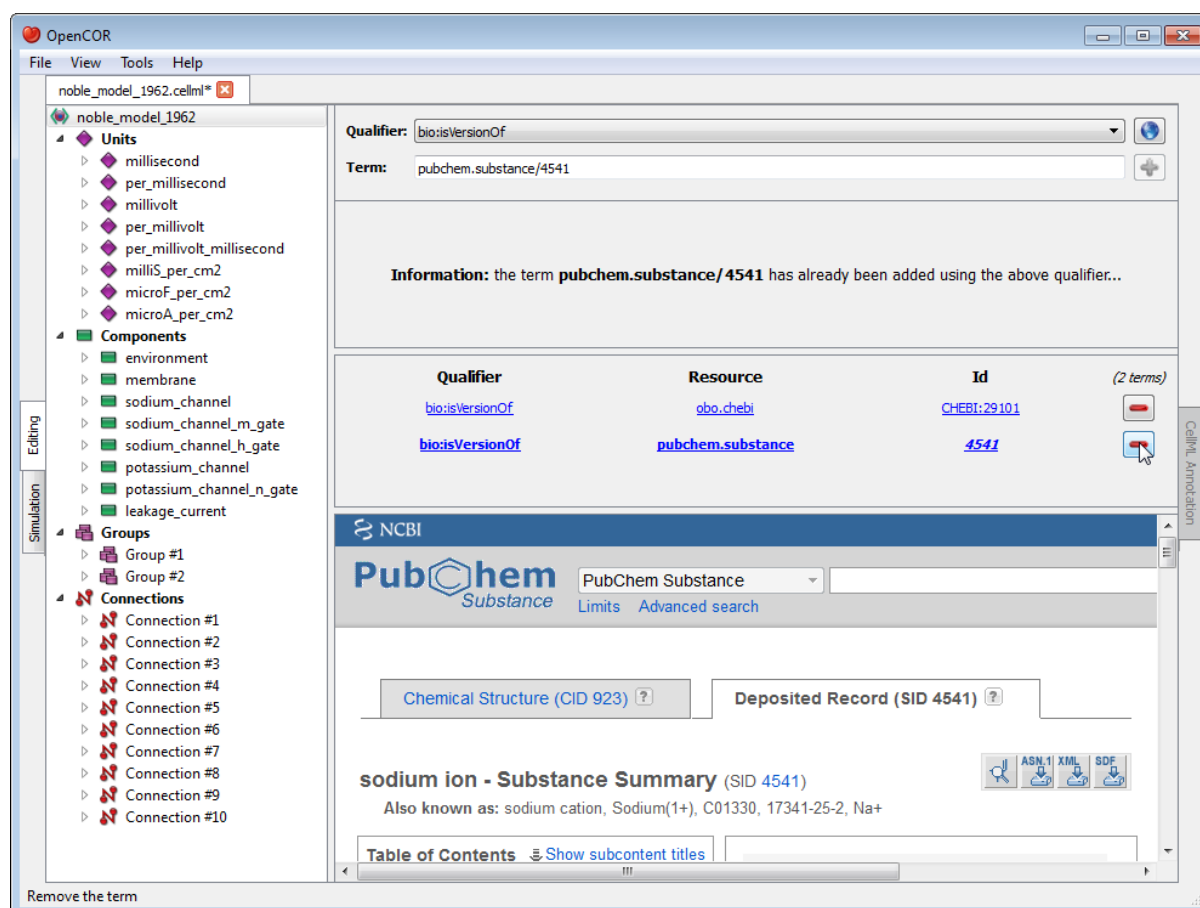 OpenCOR
File View Tools Help
noble_model_1962.cellml*
noble_model_1962
Units
millisecond
per_millisecond
millivolt
per_millivolt
per_millivolt_millisecond
milliS_per_cm2
microF_per_cm2
microA_per_cm2
Components
environment
membrane
sodium_channel
sodium_channel_m_gate
sodium_channel_h_gate
potassium_channel
potassium_channel_n_gate
leakage_current
Groups
Group #1
Group #2
Connections
Connection #1
Connection #2
Connection #3
Connection #4
Connection #5
Connection #6
Connection #7
Connection #8
Connection #9
Connection #10
Editing
Simulation
Qualifier: bio:isVersionOf
Term: pubchem.substance/4541
Information: the term pubchem.substance/4541 has already been added using the above qualifier...
Qualifier Resource Id (2 terms)
bio:isVersionOf obo.chebi CHEBI:29101
bio:isVersionOf pubchem.substance 4541
CellML Annotation
NCBI
PubChem Substance
PubChem Substance
Limits Advanced search
Chemical Structure (CID 923) ?
Deposited Record (SID 4541) ?
sodium ion - Substance Summary (SID 4541)
ASN.1 XML SDF
Also known as: sodium cation, Sodium(1+), C01330, 17341-25-2, Na+
Table of Contents Show subcontent titles
Remove the term